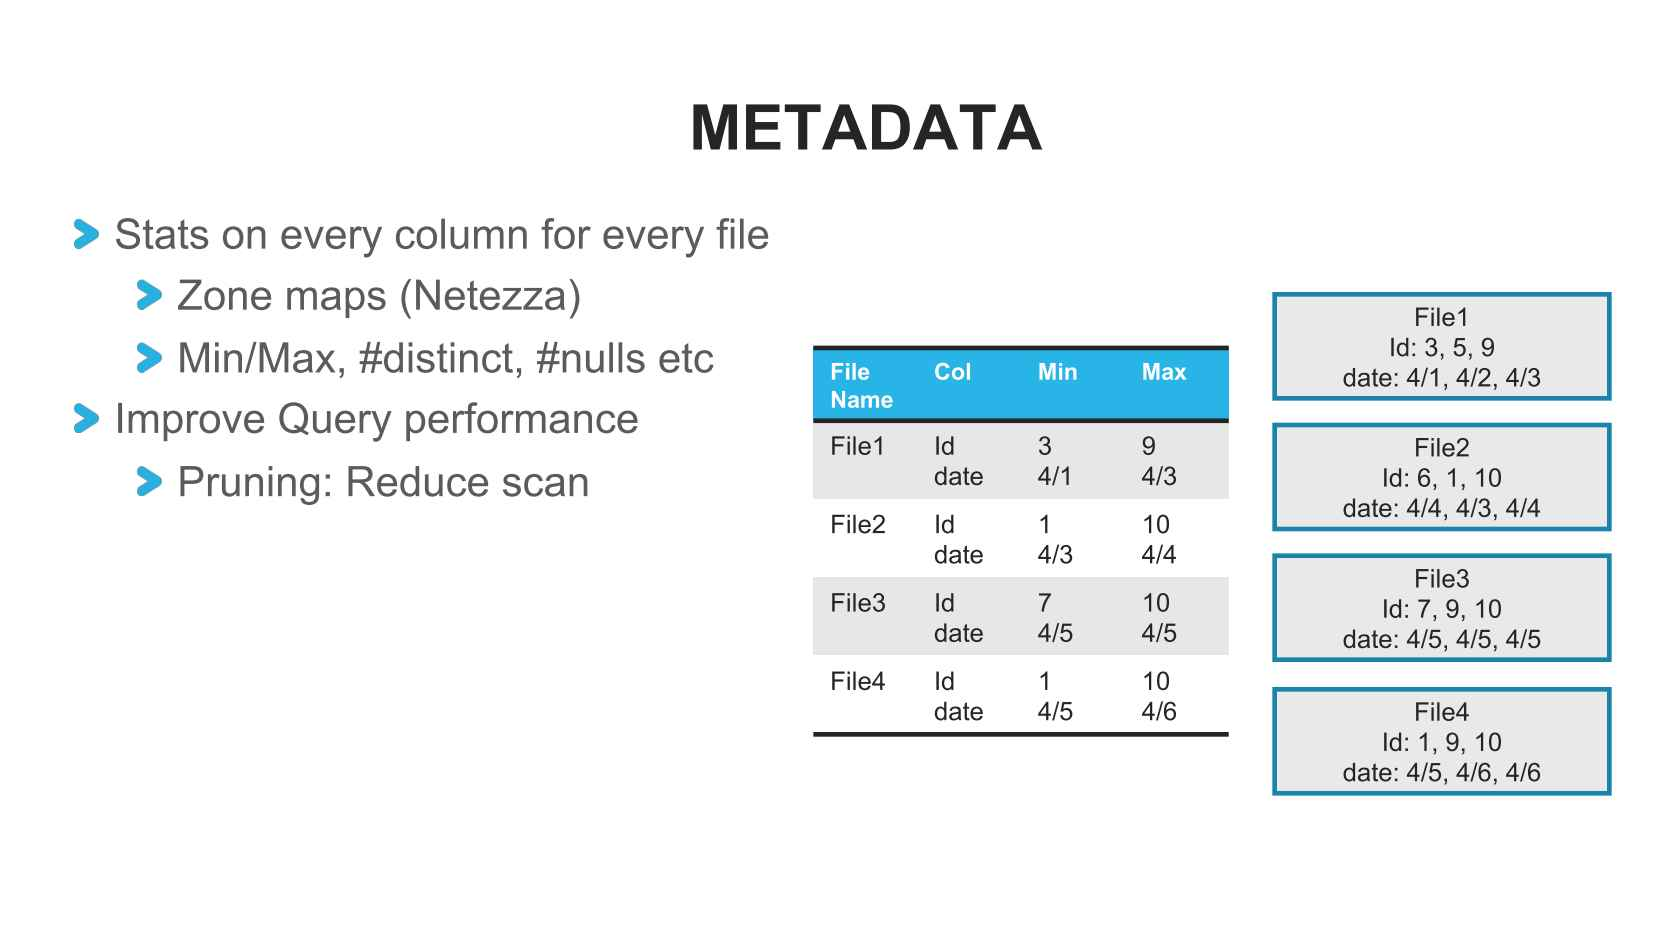 METADATA
Stats on every column for every file
Zone maps (Netezza)
Min/Max, #distinct, #nulls etc
Improve Query performance
Pruning: Reduce scan
File Name Col Min Max
File1 Id 3 9
date 4/1 4/3
File2 Id 1 10
date 4/3 4/4
File3 Id 7 10
date 4/5 4/5
File4 Id 1 10
date 4/5 4/6
File1
Id: 3, 5, 9
date: 4/1, 4/2, 4/3
File2
Id: 6, 1, 10
date: 4/4, 4/3, 4/4
File3
Id: 7, 9, 10
date: 4/5, 4/5, 4/5
File4
Id: 1, 9, 10
date: 4/5, 4/6, 4/6